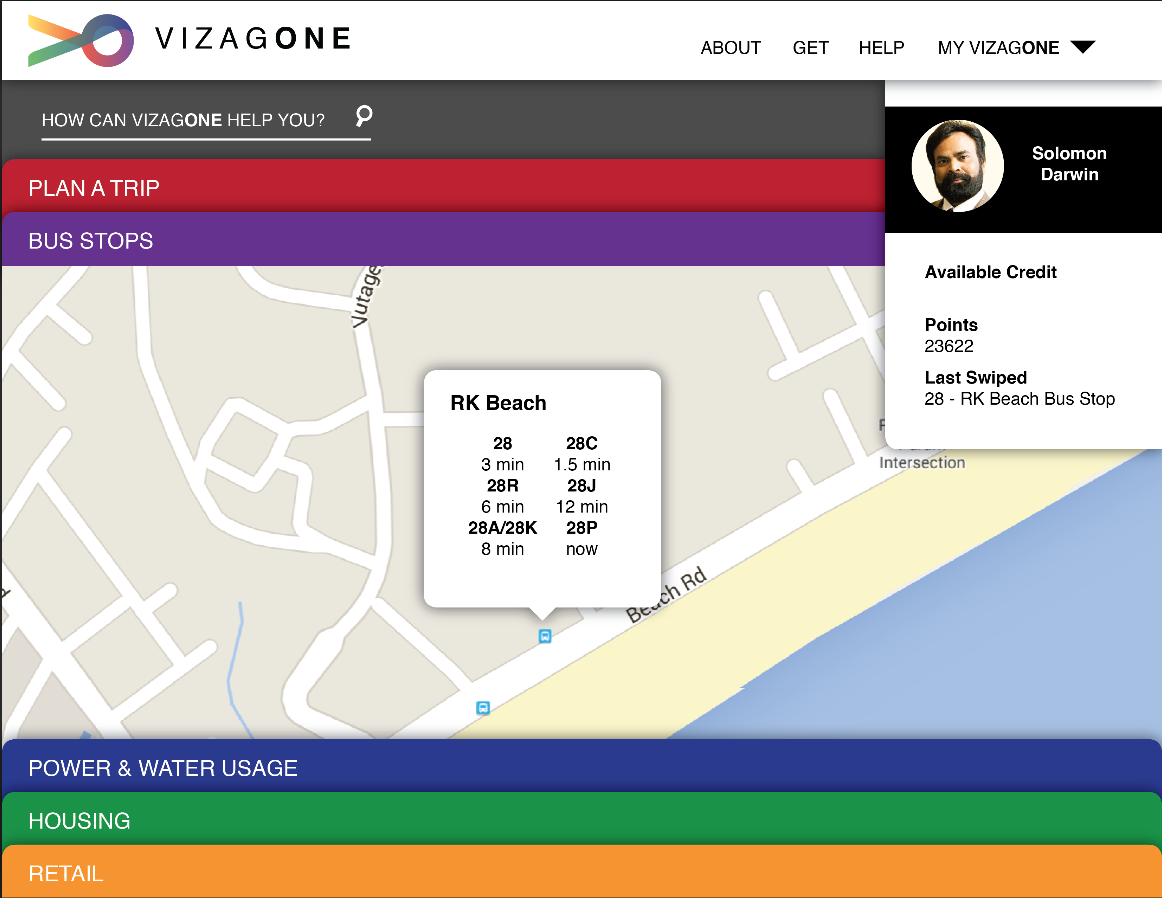 VIZAGONE
ABOUT GET HELP MY VIZAGONE
HOW CAN VIZAGONE HELP YOU?
Solomon
Darwin
PLAN A TRIP
BUS STOPS
Available Credit
Points
23622
Last Swiped
28 - RK Beach Bus Stop
RK Beach
28 28C
3 min 1.5 min
28R 28J
6 min 12 min
28A/28K 28P
8 min now
Intersection
Beach Rd
POWER & WATER USAGE
HOUSING
RETAIL